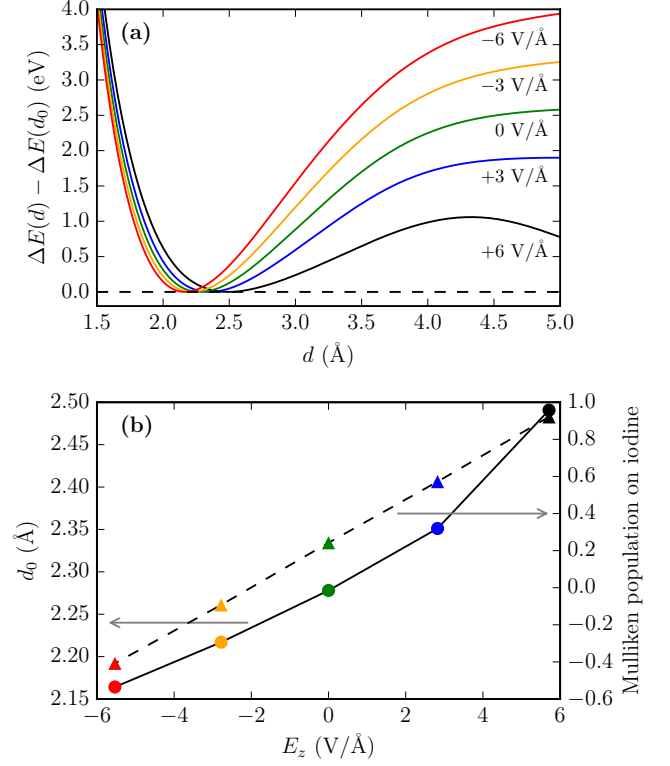 (a)
ΔE(d) − ΔE(d₀) (eV)
4.0
3.5
3.0
2.5
2.0
1.5
1.0
0.5
0.0
−6 V/Å
−3 V/Å
0 V/Å
+3 V/Å
+6 V/Å
1.5 2.0 2.5 3.0 3.5 4.0 4.5 5.0
d (Å)
(b)
d₀ (Å)
2.50
2.45
2.40
2.35
2.30
2.25
2.20
2.15
1.0
0.8
0.6
0.4
0.2
0.0
−0.2
−0.4
−0.6
Mulliken population on iodine
−6 −4 −2 0 2 4 6
E_z (V/Å)